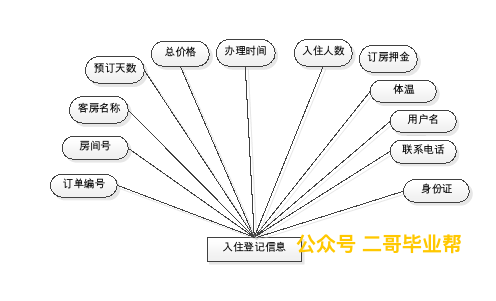 总价格
办理时间
入住人数
订房押金
预订天数
体温
客房名称
用户名
房间号
联系电话
订单编号
身份证
入住登记信息
公众号 二哥毕业帮